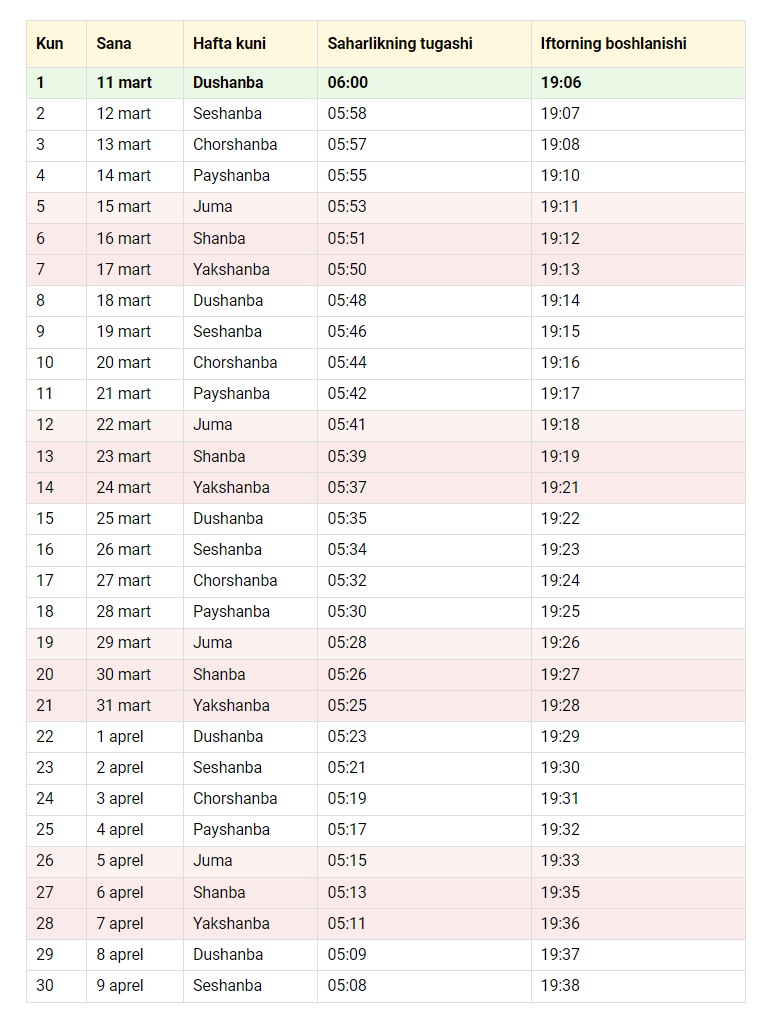 Kun Sana Hafta kuni Saharlikning tugashi Iftorning boshlanishi
1 11 mart Dushanba 06:00 19:06
2 12 mart Seshanba 05:58 19:07
3 13 mart Chorshanba 05:57 19:08
4 14 mart Payshanba 05:55 19:10
5 15 mart Juma 05:53 19:11
6 16 mart Shanba 05:51 19:12
7 17 mart Yakshanba 05:50 19:13
8 18 mart Dushanba 05:48 19:14
9 19 mart Seshanba 05:46 19:15
10 20 mart Chorshanba 05:44 19:16
11 21 mart Payshanba 05:42 19:17
12 22 mart Juma 05:41 19:18
13 23 mart Shanba 05:39 19:19
14 24 mart Yakshanba 05:37 19:21
15 25 mart Dushanba 05:35 19:22
16 26 mart Seshanba 05:34 19:23
17 27 mart Chorshanba 05:32 19:24
18 28 mart Payshanba 05:30 19:25
19 29 mart Juma 05:28 19:26
20 30 mart Shanba 05:26 19:27
21 31 mart Yakshanba 05:25 19:28
22 1 aprel Dushanba 05:23 19:29
23 2 aprel Seshanba 05:21 19:30
24 3 aprel Chorshanba 05:19 19:31
25 4 aprel Payshanba 05:17 19:32
26 5 aprel Juma 05:15 19:33
27 6 aprel Shanba 05:13 19:35
28 7 aprel Yakshanba 05:11 19:36
29 8 aprel Dushanba 05:09 19:37
30 9 aprel Seshanba 05:08 19:38